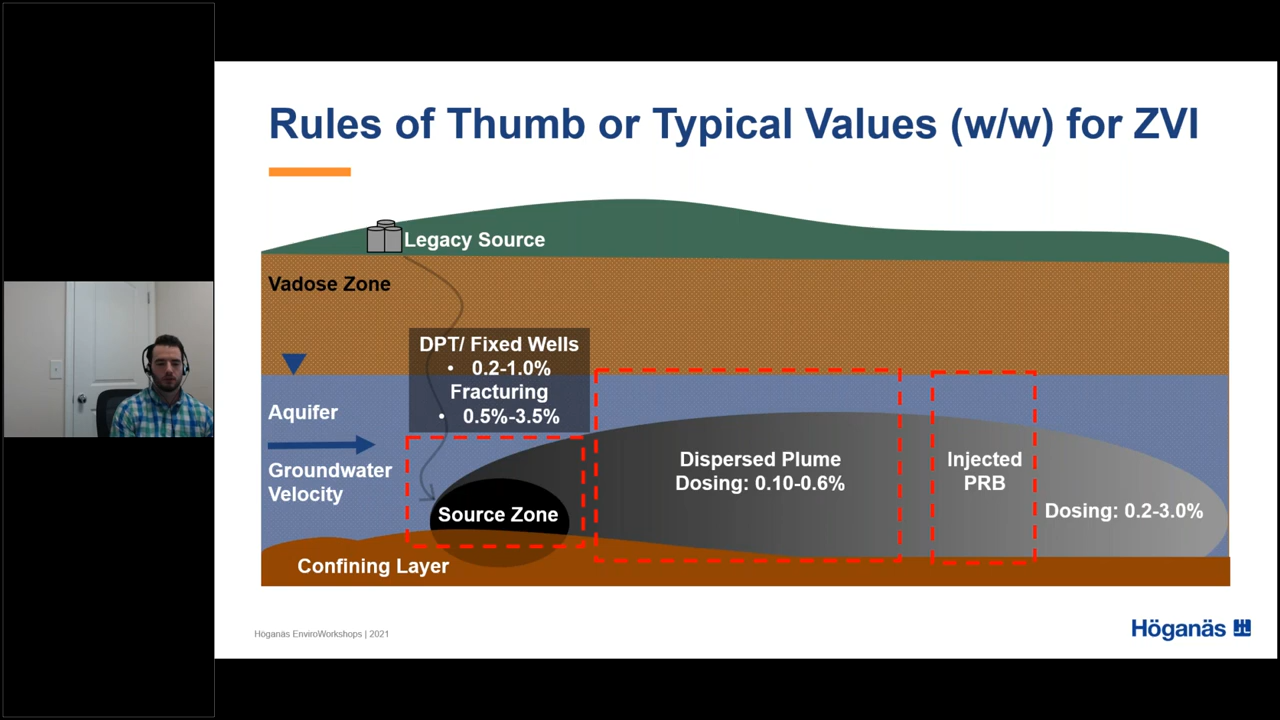 Rules of Thumb or Typical Values (w/w) for ZVI
Legacy Source
Vadose Zone
DPT/ Fixed Wells
• 0.2-1.0%
Fracturing
• 0.5%-3.5%
Aquifer
Groundwater
Velocity
Source Zone
Dispersed Plume
Dosing: 0.10-0.6%
Injected
PRB
Dosing: 0.2-3.0%
Confining Layer
Höganäs EnviroWorkshops | 2021
Höganäs